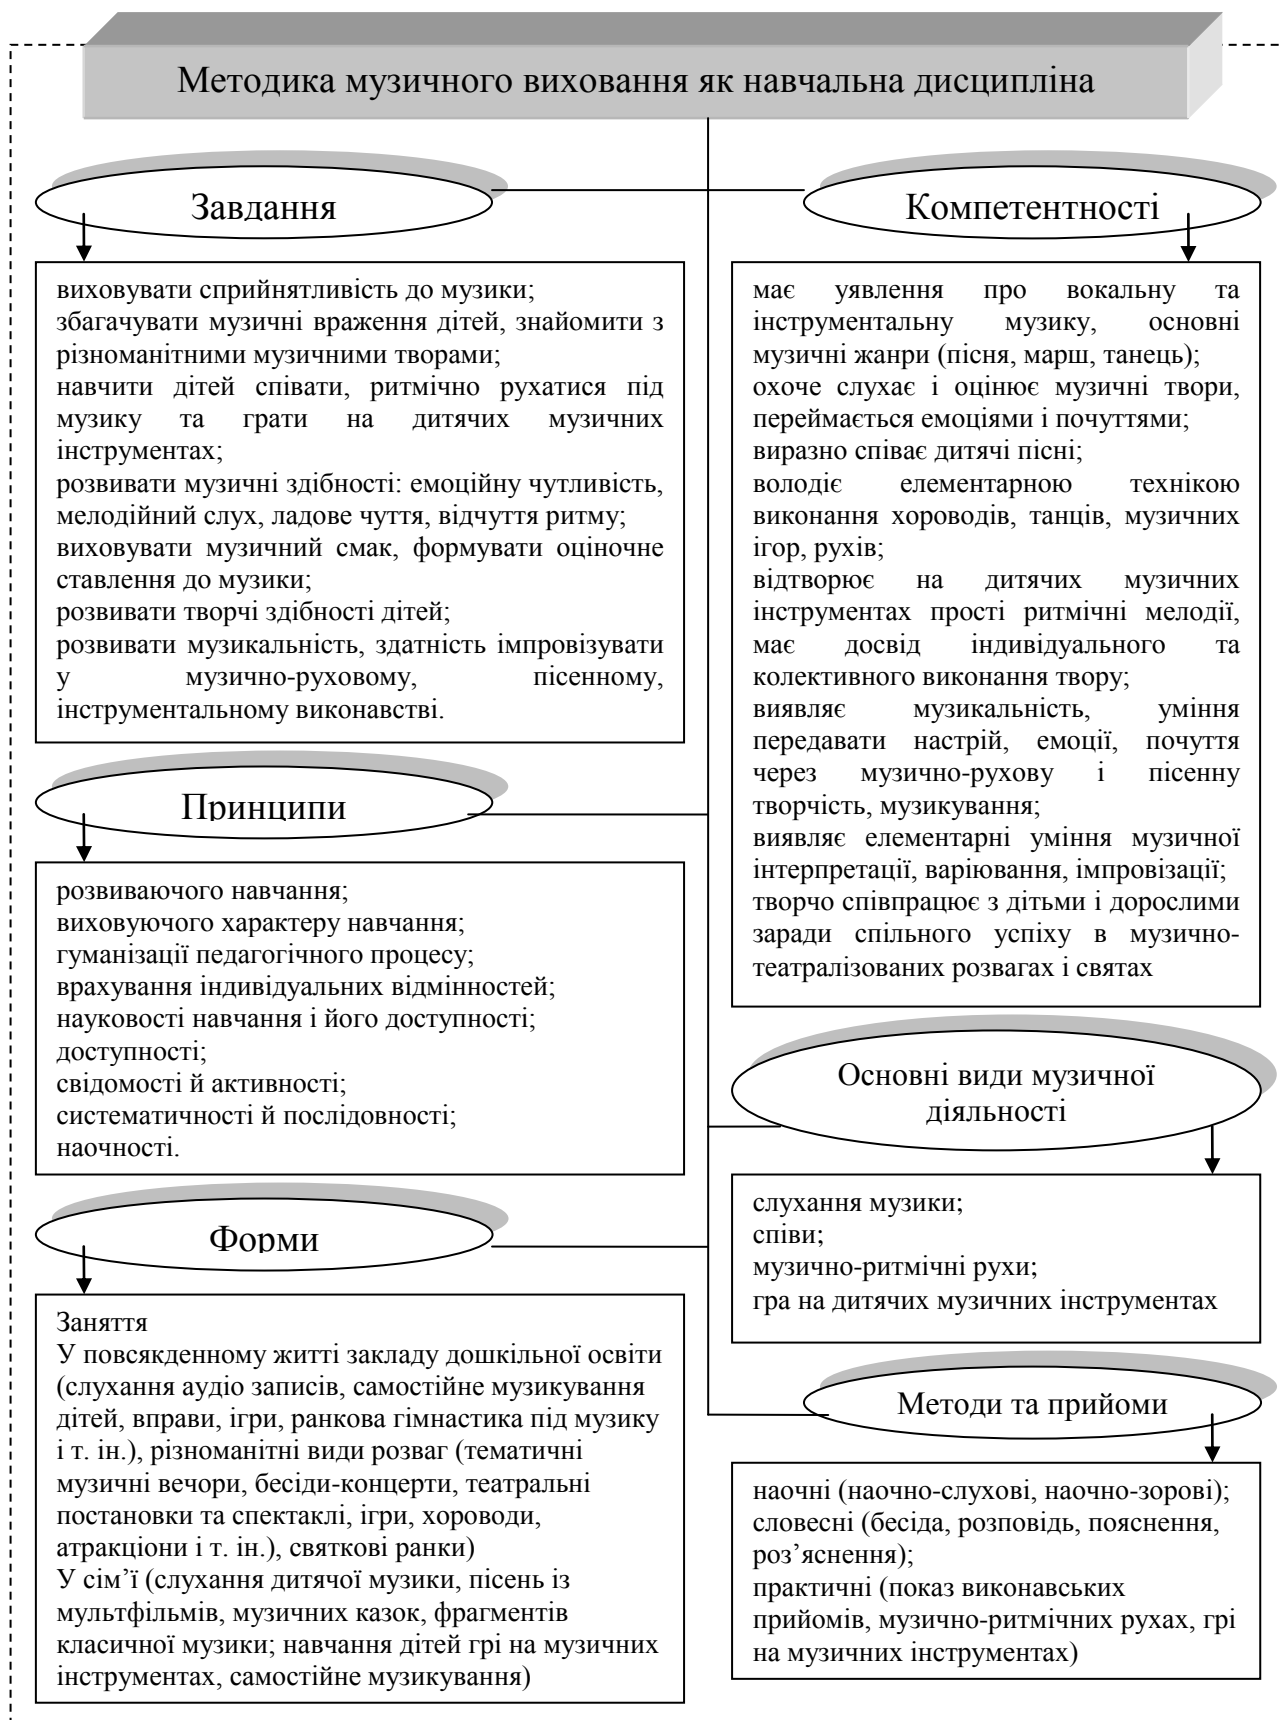 Методика музичного виховання як навчальна дисципліна
Завдання
виховувати сприйнятливість до музики;
збагачувати музичні враження дітей, знайомити з
різноманітними музичними творами;
навчити дітей співати, ритмічно рухатися під
музику та грати на дитячих музичних
інструментах;
розвивати музичні здібності: емоційну чутливість,
мелодійний слух, ладове чуття, відчуття ритму;
виховувати музичний смак, формувати оціночне
ставлення до музики;
розвивати творчі здібності дітей;
розвивати музикальність, здатність імпровізувати
у музично-руховому, пісенному,
інструментальному виконавстві.
Принципи
розвиваючого навчання;
виховуючого характеру навчання;
гуманізації педагогічного процесу;
врахування індивідуальних відмінностей;
науковості навчання і його доступності;
доступності;
свідомості й активності;
систематичності й послідовності;
наочності.
Форми
Заняття
У повсякденному житті закладу дошкільної освіти
(слухання аудіо записів, самостійне музикування
дітей, вправи, ігри, ранкова гімнастика під музику
і т. ін.), різноманітні види розваг (тематичні
музичні вечори, бесіди-концерти, театральні
постановки та спектаклі, ігри, хороводи,
атракціони і т. ін.), святкові ранки)
У сім’ї (слухання дитячої музики, пісень із
мультфільмів, музичних казок, фрагментів
класичної музики; навчання дітей грі на музичних
інструментах, самостійне музикування)
Компетентності
має уявлення про вокальну та
інструментальну музику, основні
музичні жанри (пісня, марш, танець);
охоче слухає і оцінює музичні твори,
переймається емоціями і почуттями;
виразно співає дитячі пісні;
володіє елементарною технікою
виконання хороводів, танців, музичних
ігор, рухів;
відтворює на дитячих музичних
інструментах прості ритмічні мелодії,
має досвід індивідуального та
колективного виконання твору;
виявляє музикальність, уміння
передавати настрій, емоції, почуття
через музично-рухову і пісенну
творчість, музикування;
виявляє елементарні уміння музичної
інтерпретації, варіювання, імпровізації;
творчо співпрацює з дітьми і дорослими
заради спільного успіху в музично-
театралізованих розвагах і святах
Основні види музичної
діяльності
слухання музики;
співи;
музично-ритмічні рухи;
гра на дитячих музичних інструментах
Методи та прийоми
наочні (наочно-слухові, наочно-зорові);
словесні (бесіда, розповідь, пояснення,
роз’яснення);
практичні (показ виконавських
прийомів, музично-ритмічних рухах, грі
на музичних інструментах)